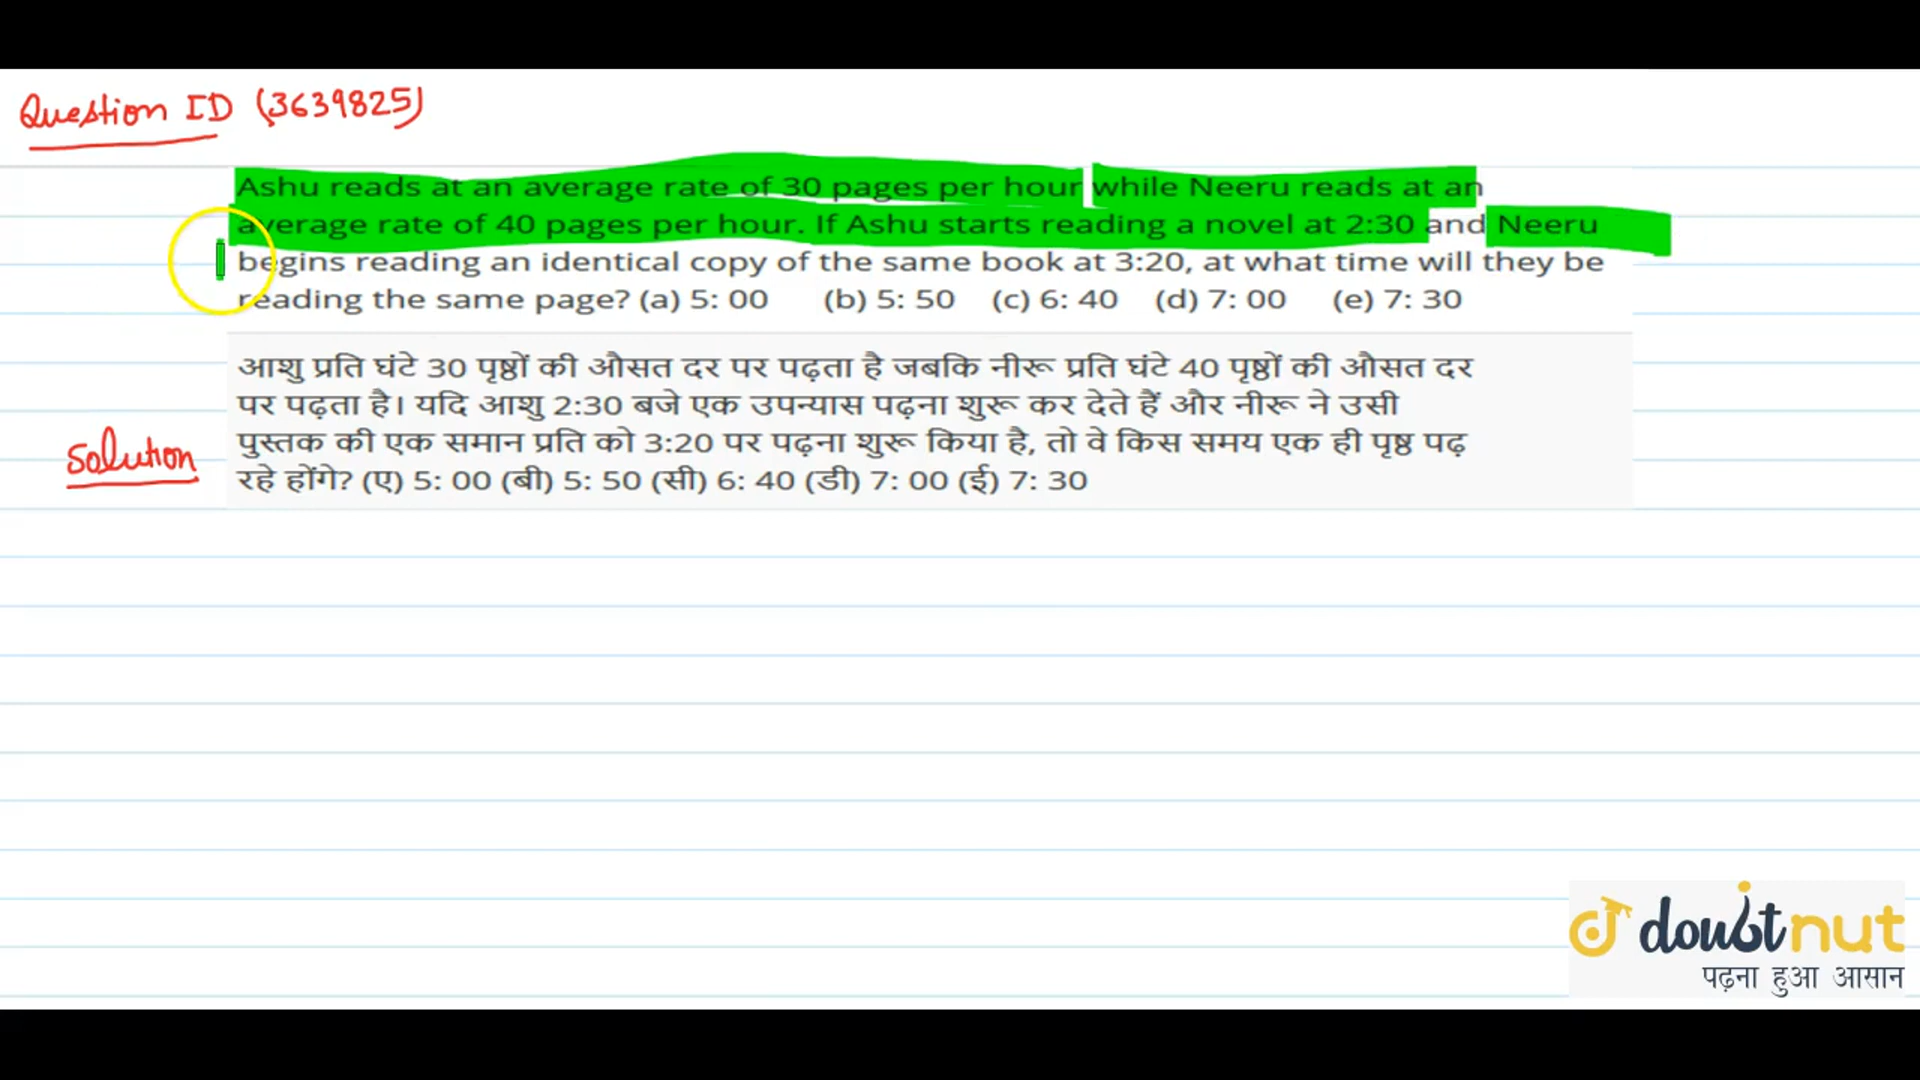 Question ID (3639825)
Ashu reads at an average rate of 30 pages per hour while Neeru reads at an
average rate of 40 pages per hour. If Ashu starts reading a novel at 2:30 and Neeru
begins reading an identical copy of the same book at 3:20, at what time will they be
reading the same page? (a) 5: 00 (b) 5: 50 (c) 6: 40 (d) 7: 00 (e) 7: 30
आशु प्रति घंटे 30 पृष्ठों की औसत दर पर पढ़ता है जबकि नीरू प्रति घंटे 40 पृष्ठों की औसत दर
पर पढ़ता है। यदि आशु 2:30 बजे एक उपन्यास पढ़ना शुरू कर देते हैं और नीरू ने उसी
पुस्तक की एक समान प्रति को 3:20 पर पढ़ना शुरू किया है, तो वे किस समय एक ही पृष्ठ पढ़
रहे होंगे? (ए) 5: 00 (बी) 5: 50 (सी) 6: 40 (डी) 7: 00 (ई) 7: 30
Solution
doubtnut
पढ़ना हुआ आसान